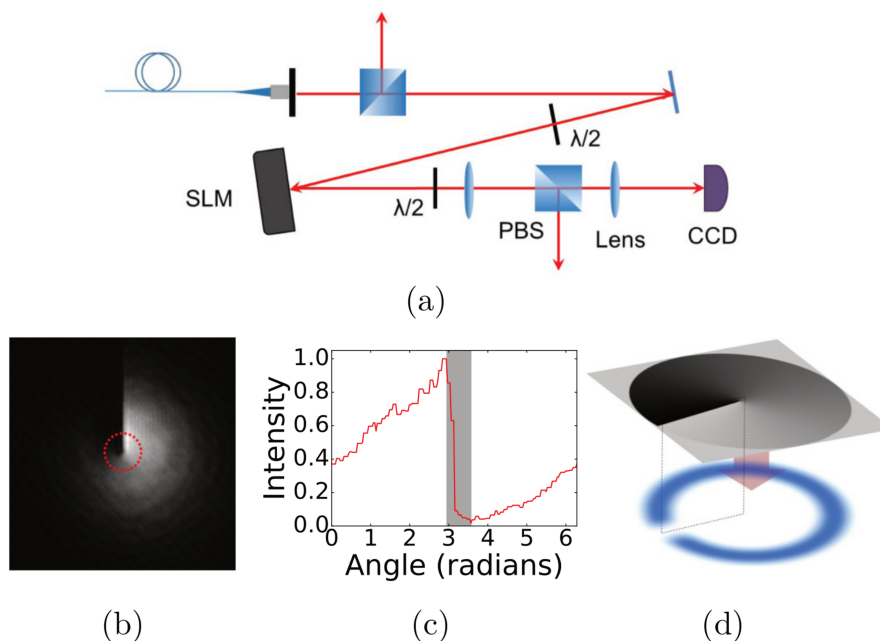 λ/2
SLM
λ/2
PBS
Lens
CCD
(a)
Intensity
1.0
0.8
0.6
0.4
0.2
0.0
0 1 2 3 4 5 6
Angle (radians)
(b)
(c)
(d)